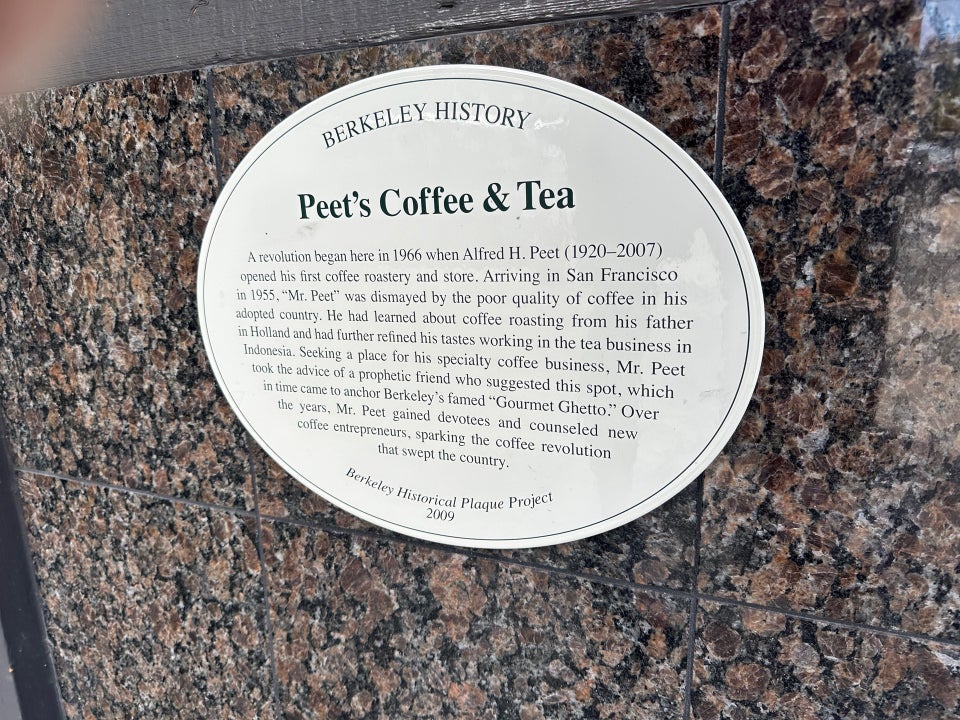 BERKELEY HISTORY
Peet's Coffee & Tea
A revolution began here in 1966 when Alfred H. Peet (1920–2007)
opened his first coffee roastery and store. Arriving in San Francisco
in 1955, “Mr. Peet” was dismayed by the poor quality of coffee in his
adopted country. He had learned about coffee roasting from his father
in Holland and had further refined his tastes working in the tea business in
Indonesia. Seeking a place for his specialty coffee business, Mr. Peet
took the advice of a prophetic friend who suggested this spot, which
in time came to anchor Berkeley’s famed “Gourmet Ghetto.” Over
the years, Mr. Peet gained devotees and counseled new
coffee entrepreneurs, sparking the coffee revolution
that swept the country.
Berkeley Historical Plaque Project
2009